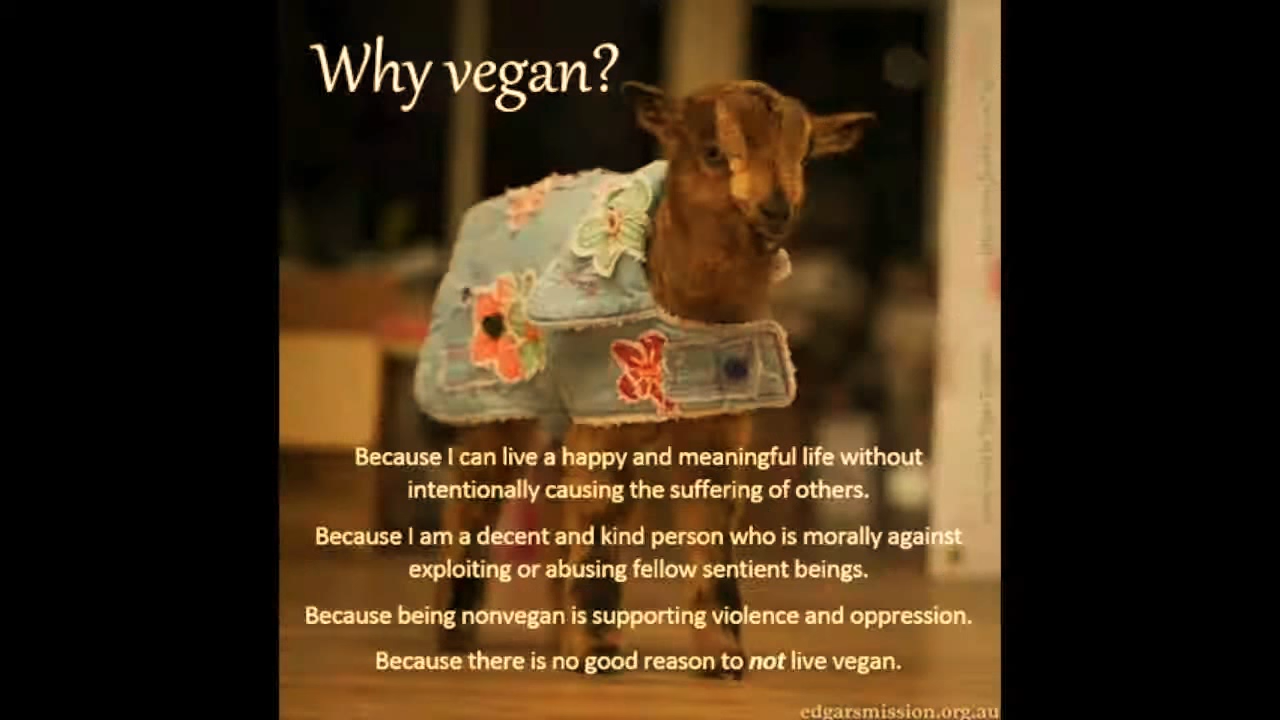 Why vegan?
Because I can live a happy and meaningful life without
intentionally causing the suffering of others.
Because I am a decent and kind person who is morally against
exploiting or abusing fellow sentient beings.
Because being nonvegan is supporting violence and oppression.
Because there is no good reason to not live vegan.
edgarsmission.org.au